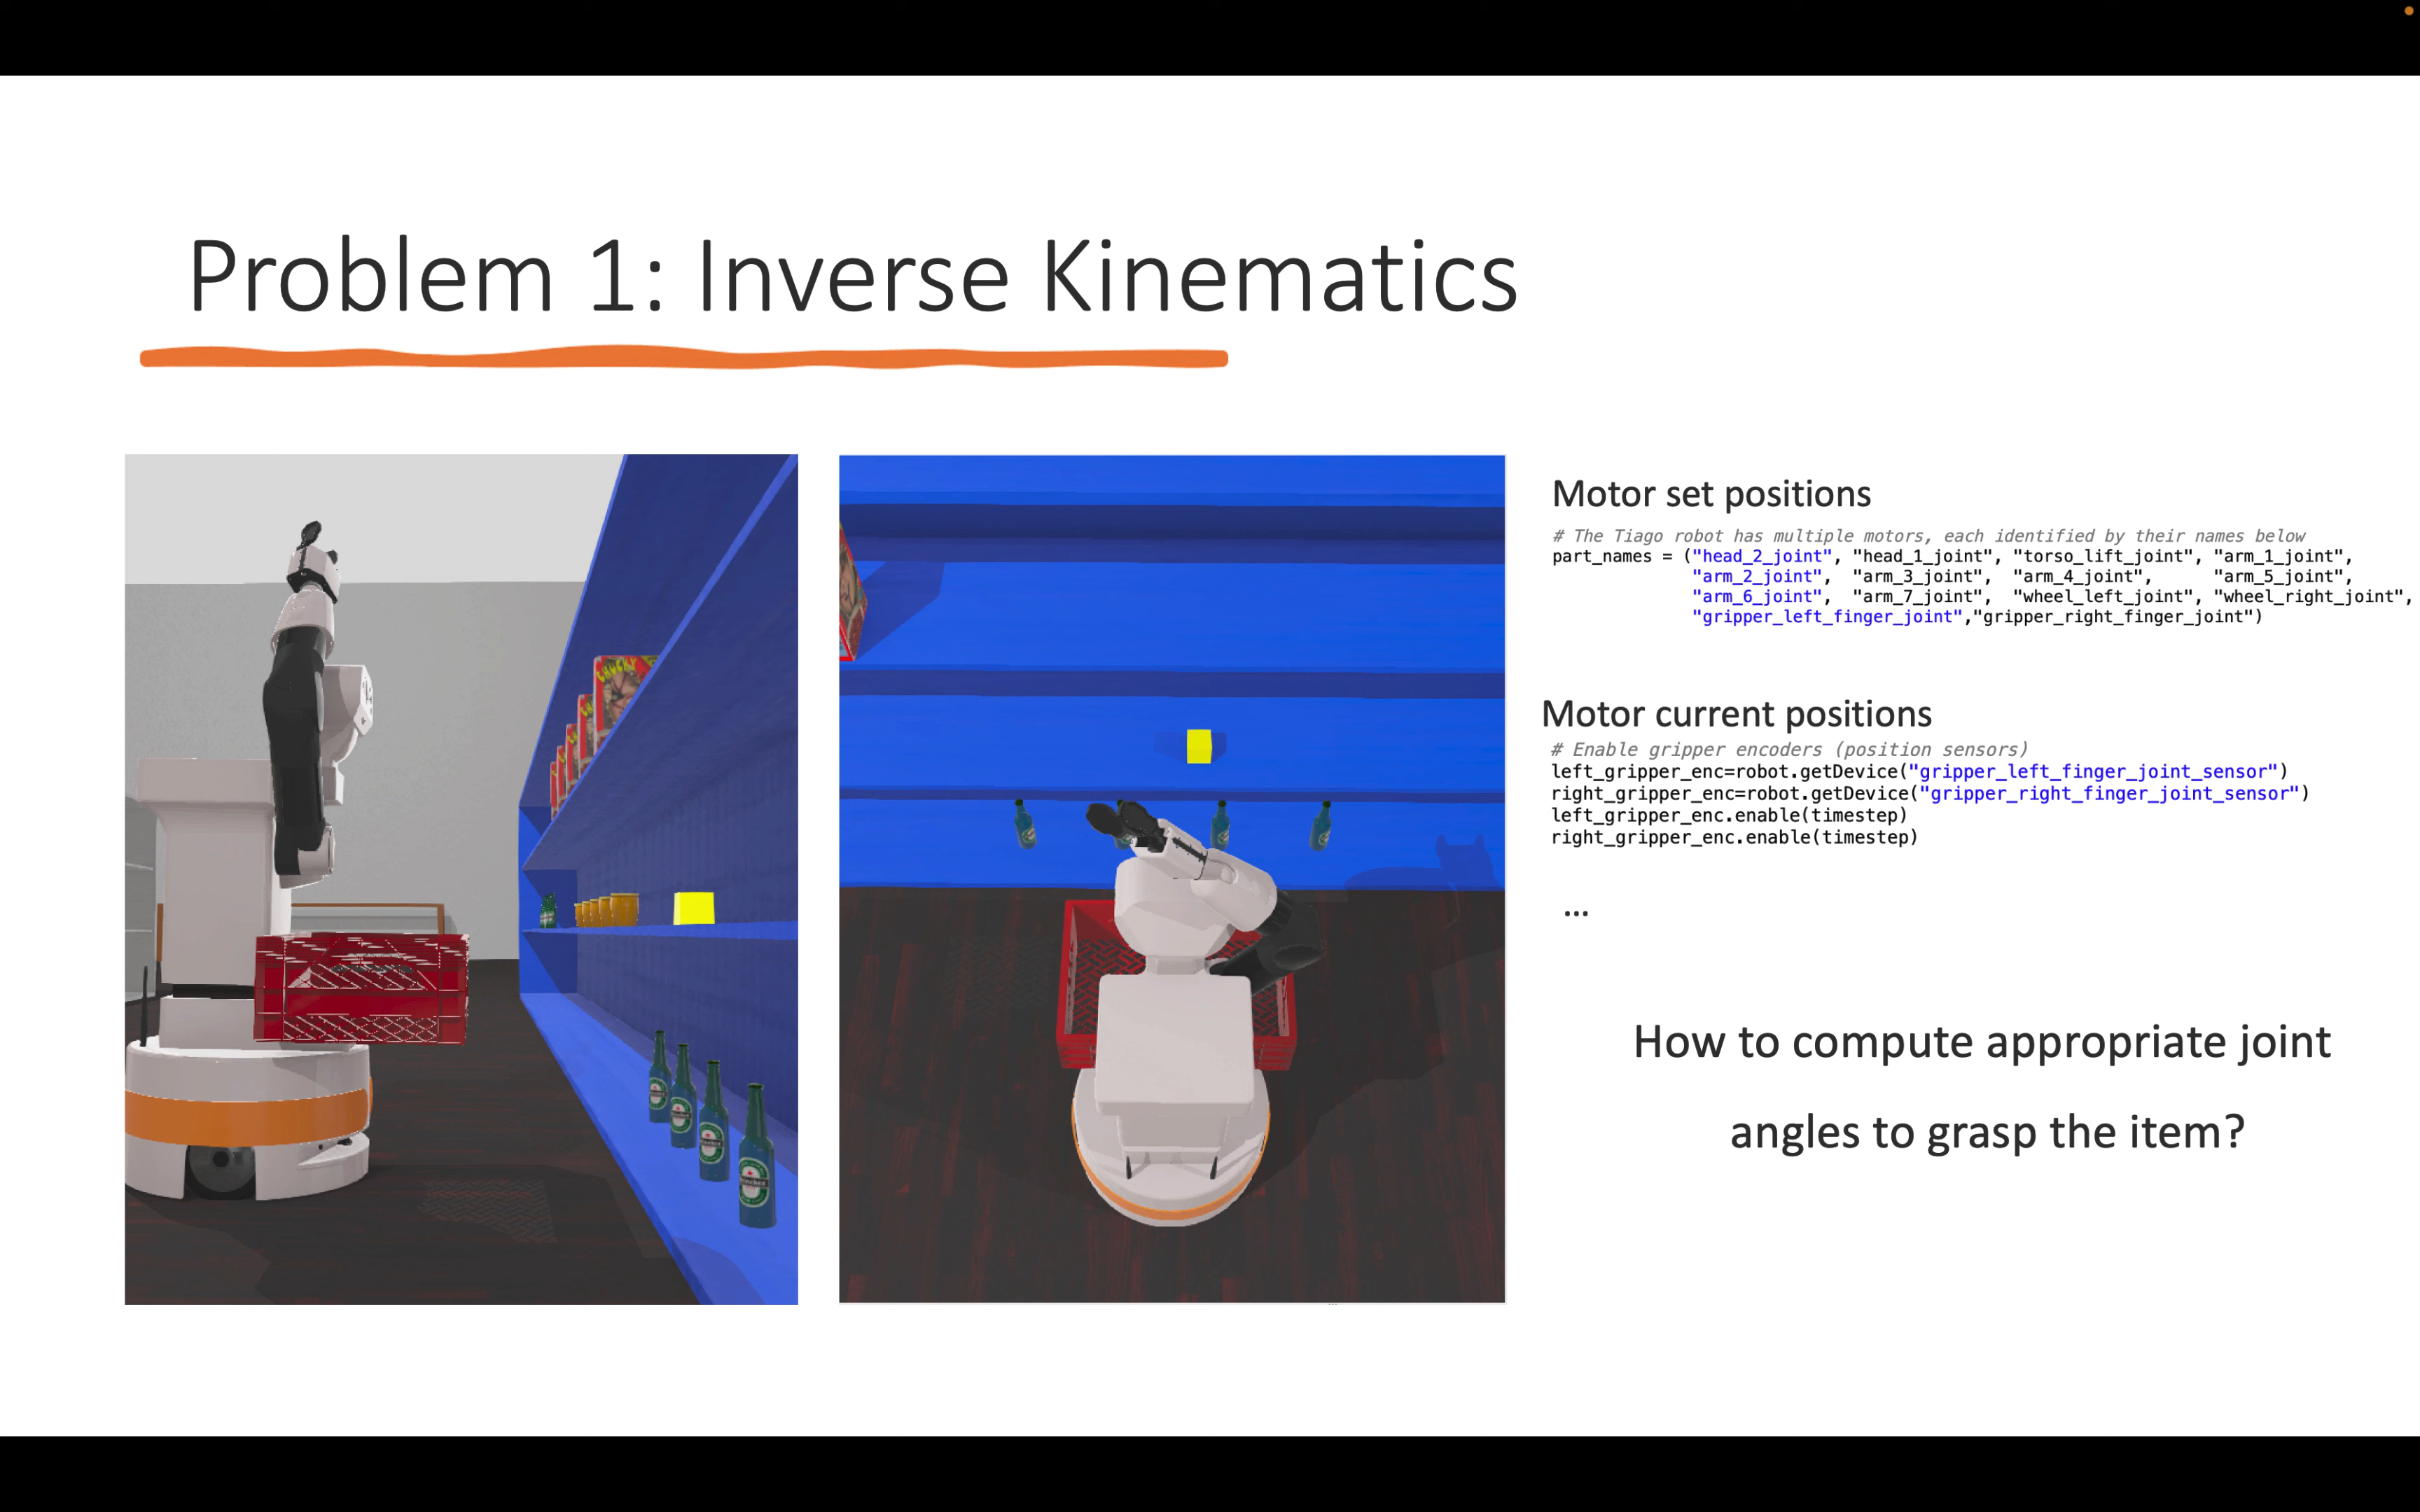 Problem 1: Inverse Kinematics
Motor set positions
# The Tiago robot has multiple motors, each identified by their names below
part_names = ("head_2_joint", "head_1_joint", "torso_lift_joint", "arm_1_joint",
"arm_2_joint", "arm_3_joint", "arm_4_joint", "arm_5_joint",
"arm_6_joint", "arm_7_joint", "wheel_left_joint", "wheel_right_joint",
"gripper_left_finger_joint","gripper_right_finger_joint")
Motor current positions
# Enable gripper encoders (position sensors)
left_gripper_enc=robot.getDevice("gripper_left_finger_joint_sensor")
right_gripper_enc=robot.getDevice("gripper_right_finger_joint_sensor")
left_gripper_enc.enable(timestep)
right_gripper_enc.enable(timestep)
...
How to compute appropriate joint
angles to grasp the item?